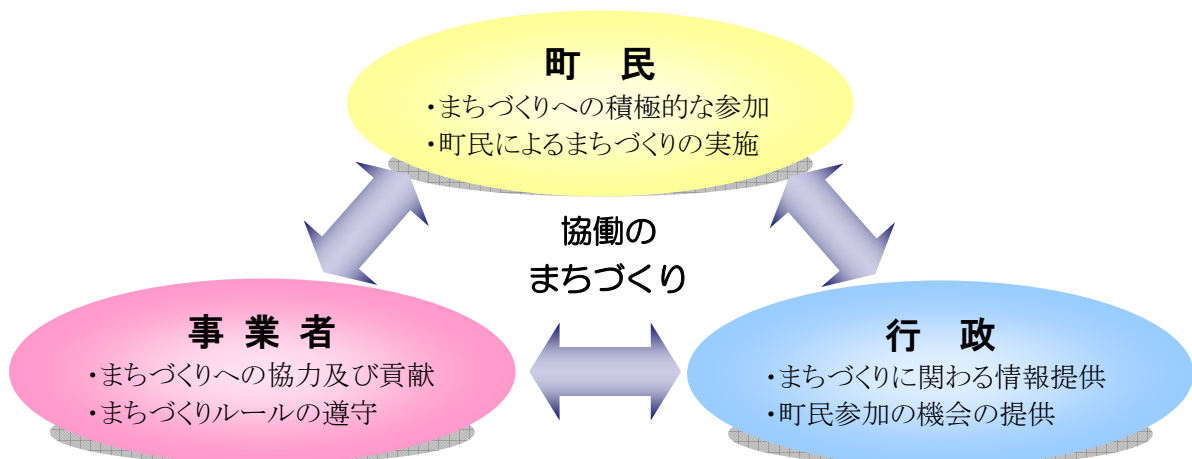 町 民
・まちづくりへの積極的な参加
・町民によるまちづくりの実施
協働の
まちづくり
事 業 者
・まちづくりへの協力及び貢献
・まちづくりルールの遵守
行 政
・まちづくりに関わる情報提供
・町民参加の機会の提供